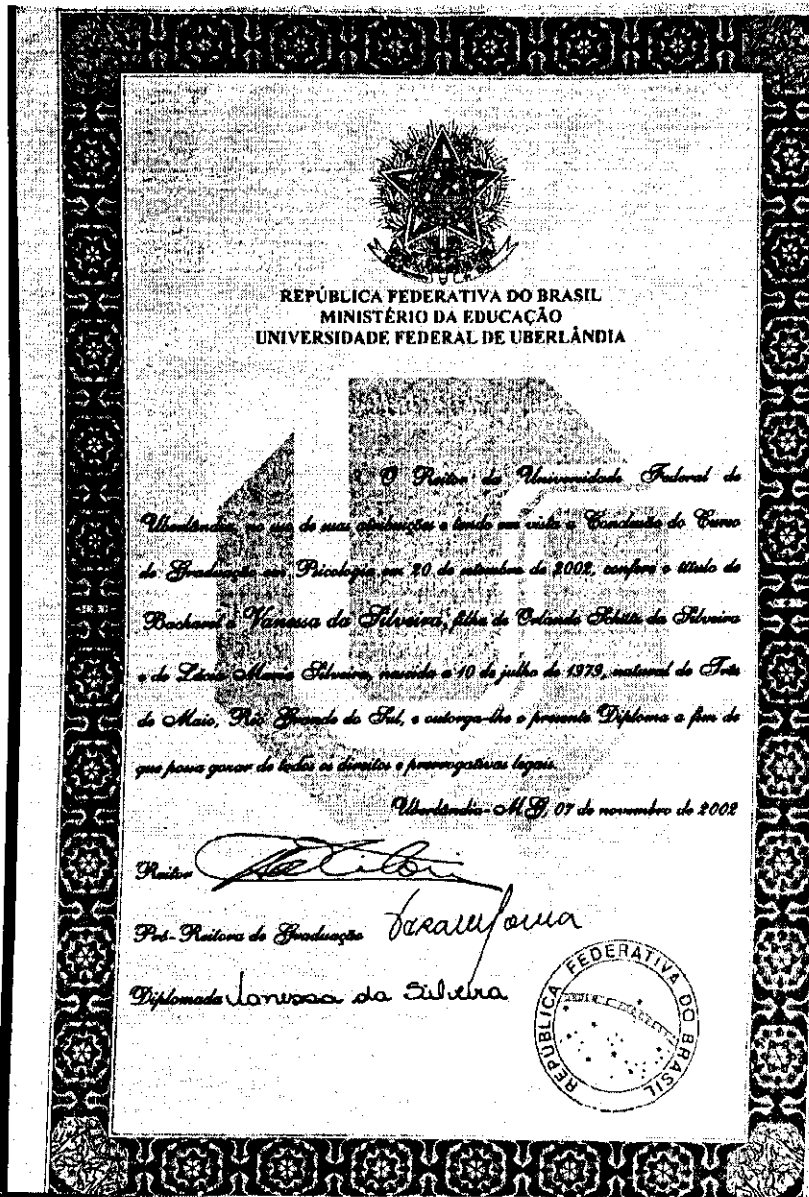 REPÚBLICA FEDERATIVA DO BRASIL
MINISTÉRIO DA EDUCAÇÃO
UNIVERSIDADE FEDERAL DE UBERLÂNDIA
O Reitor da Universidade Federal de
Uberlândia, no uso de suas atribuições e tendo em vista a Conclusão do Curso
de Graduação em Psicologia em 20 de setembro de 2002, confere o título de
Bacharel a Vanessa da Silveira, filha de Orlando da Silveira
e de Lúcia Maria Silveira, nascida a 10 de julho de 1979, natural de Três
de Maio, Rio Grande do Sul, e outorga-lhe o presente Diploma a fim de
que possa gozar de todos os direitos e prerrogativas legais.
Uberlândia-MG, 07 de novembro de 2002
Reitor
Pró-Reitora de Graduação
Diplomada Vanessa da Silveira
REPÚBLICA FEDERATIVA DO BRASIL